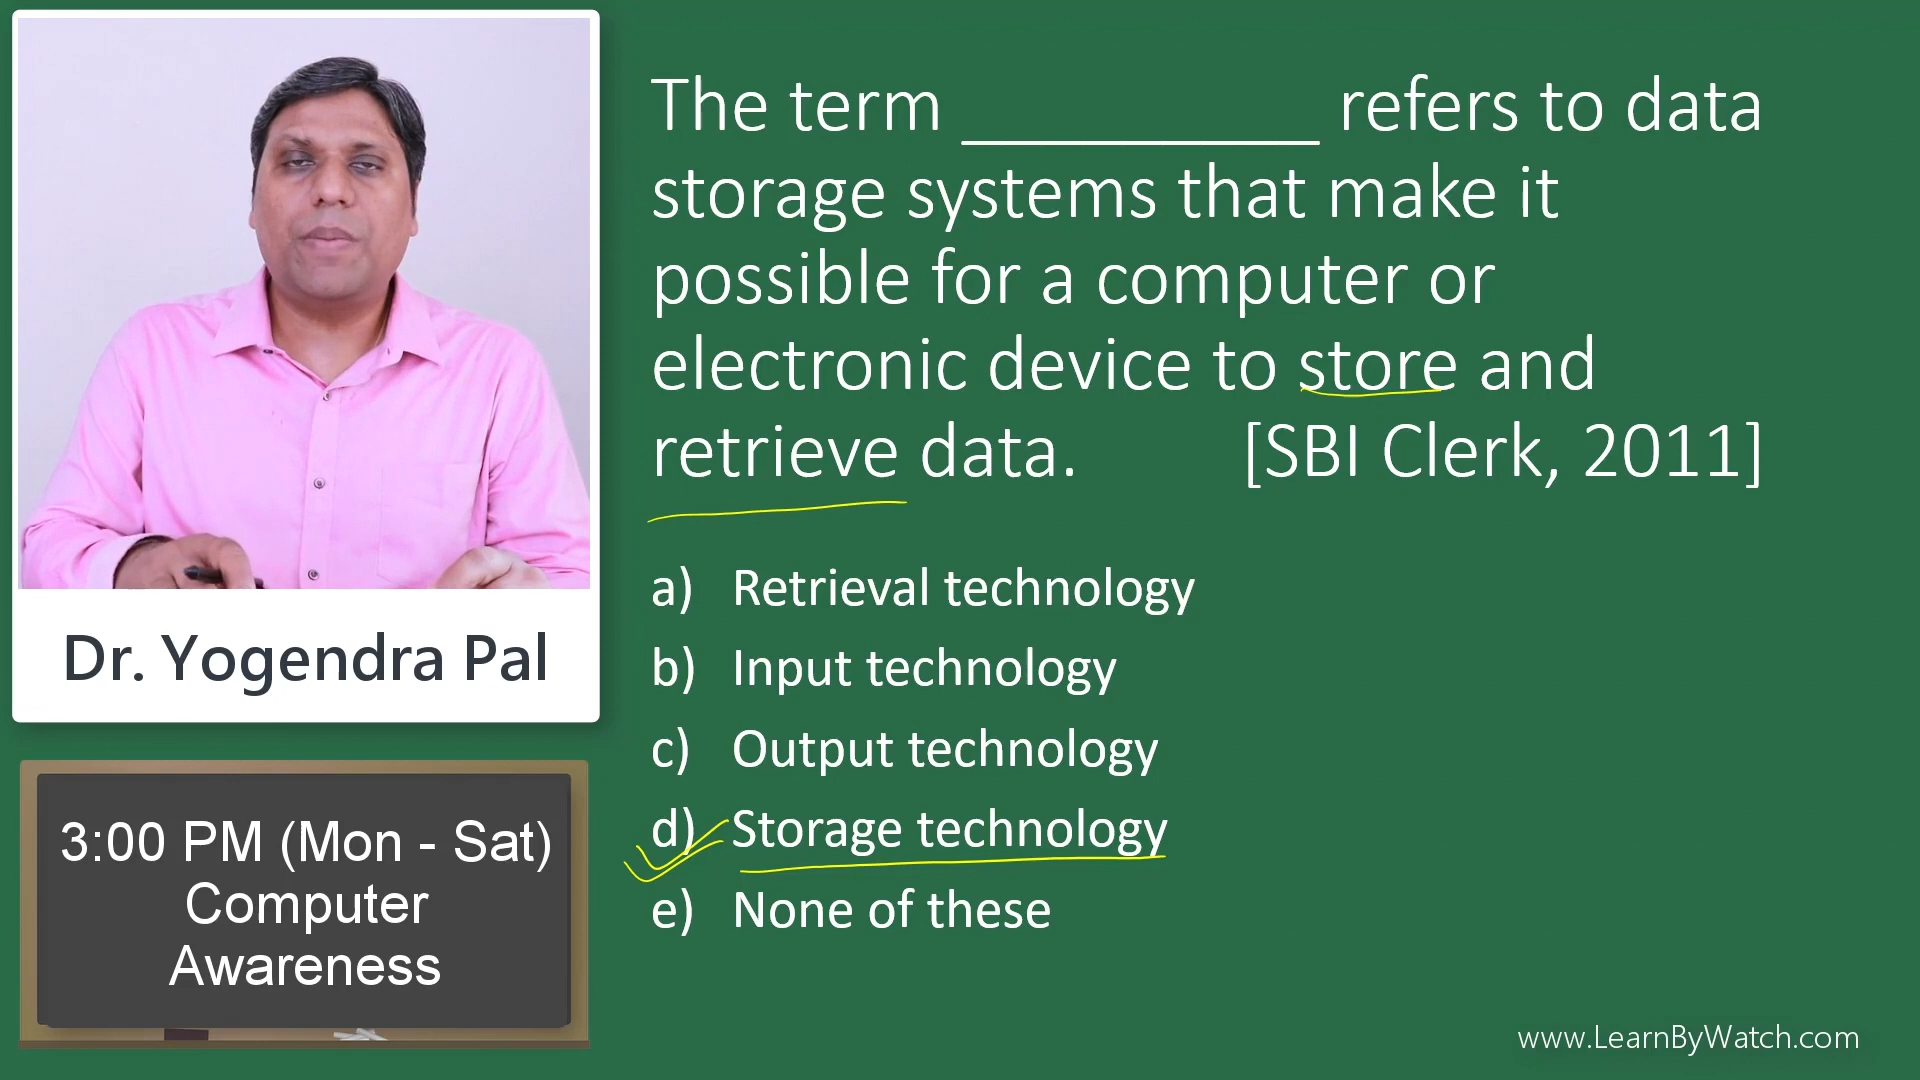 The term __________ refers to data
storage systems that make it
possible for a computer or
electronic device to store and
retrieve data. [SBI Clerk, 2011]
a) Retrieval technology
b) Input technology
c) Output technology
d) Storage technology
e) None of these
Dr. Yogendra Pal
3:00 PM (Mon - Sat)
Computer
Awareness
www.LearnByWatch.com